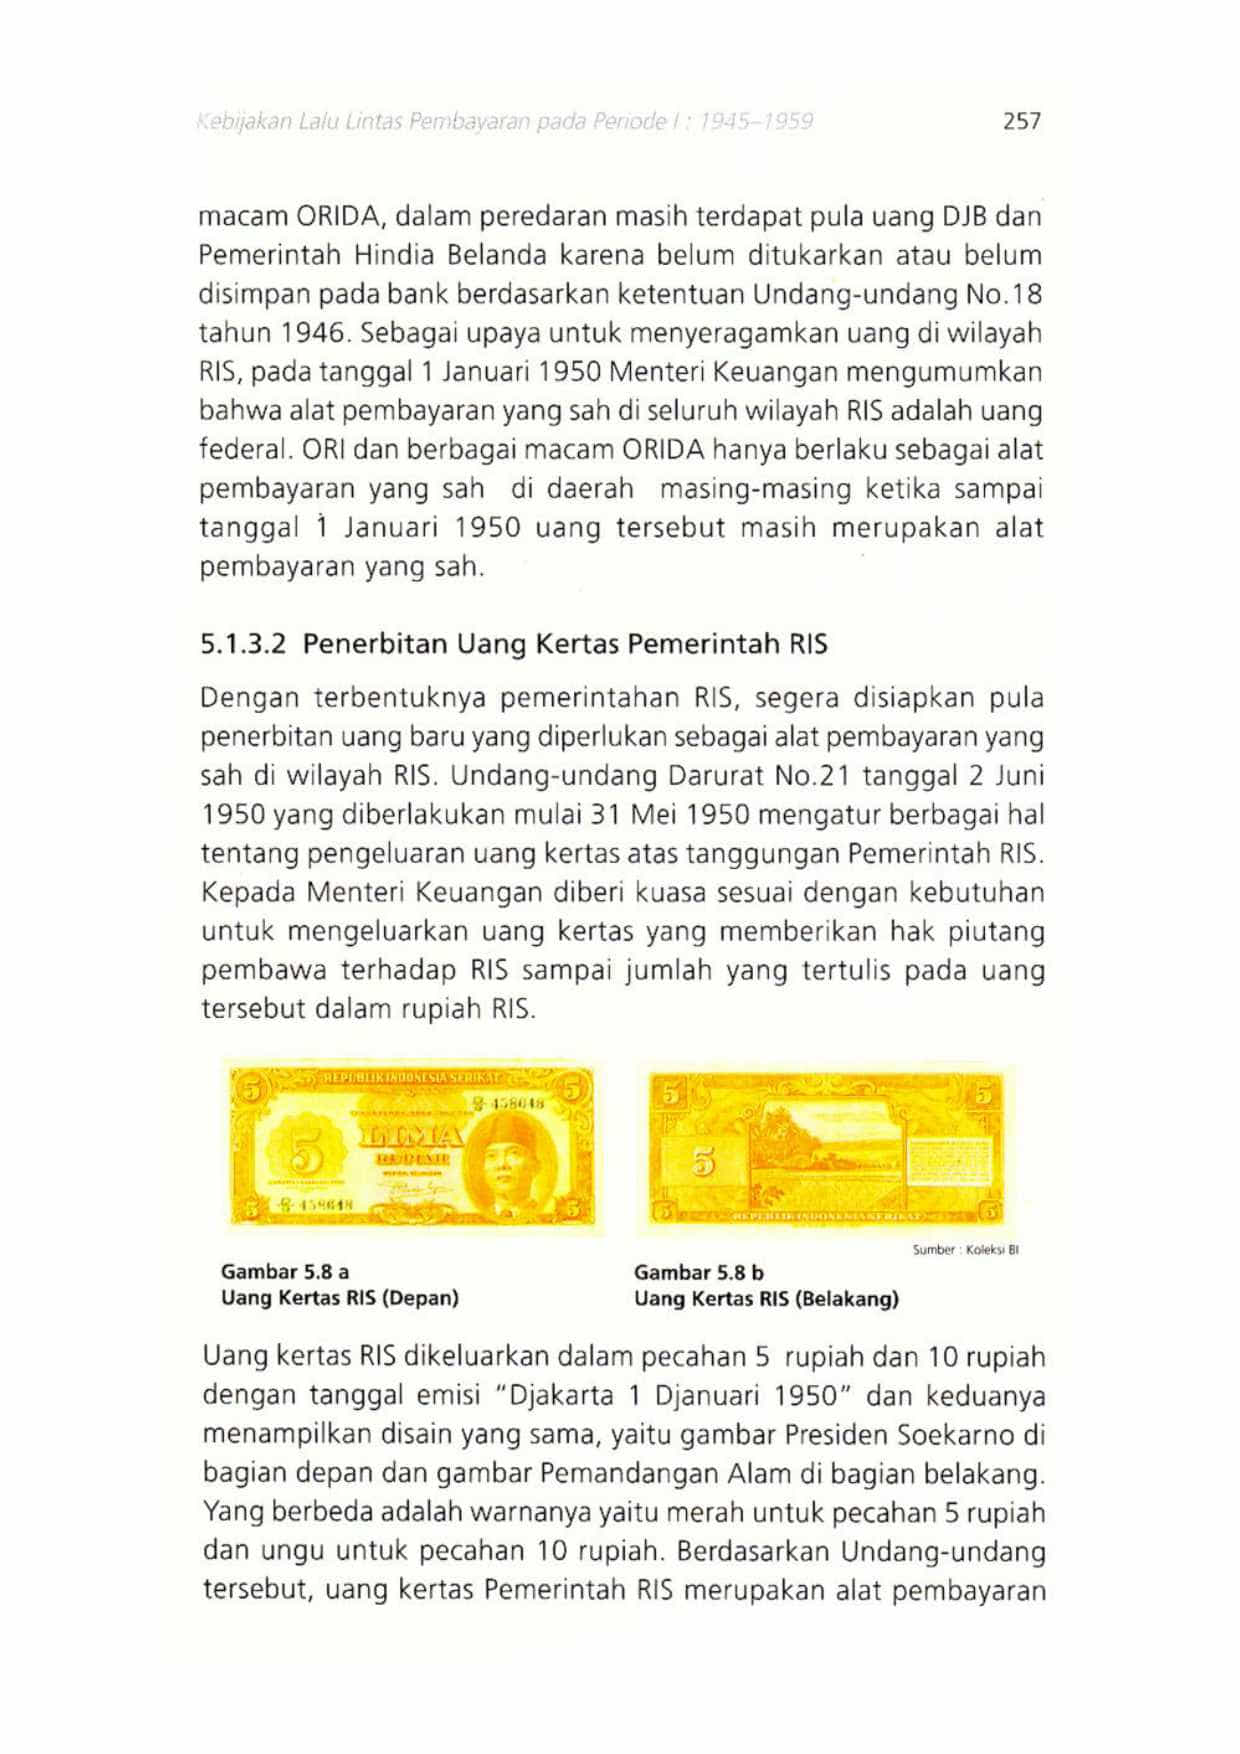 Kebijakan Lalu Lintas Pembayaran pada Periode I : 1945–1959 257
macam ORIDA, dalam peredaran masih terdapat pula uang DJB dan
Pemerintah Hindia Belanda karena belum ditukarkan atau belum
disimpan pada bank berdasarkan ketentuan Undang-undang No.18
tahun 1946. Sebagai upaya untuk menyeragamkan uang di wilayah
RIS, pada tanggal 1 Januari 1950 Menteri Keuangan mengumumkan
bahwa alat pembayaran yang sah di seluruh wilayah RIS adalah uang
federal. ORI dan berbagai macam ORIDA hanya berlaku sebagai alat
pembayaran yang sah di daerah masing-masing ketika sampai
tanggal 1 Januari 1950 uang tersebut masih merupakan alat
pembayaran yang sah.
5.1.3.2 Penerbitan Uang Kertas Pemerintah RIS
Dengan terbentuknya pemerintahan RIS, segera disiapkan pula
penerbitan uang baru yang diperlukan sebagai alat pembayaran yang
sah di wilayah RIS. Undang-undang Darurat No.21 tanggal 2 Juni
1950 yang diberlakukan mulai 31 Mei 1950 mengatur berbagai hal
tentang pengeluaran uang kertas atas tanggungan Pemerintah RIS.
Kepada Menteri Keuangan diberi kuasa sesuai dengan kebutuhan
untuk mengeluarkan uang kertas yang memberikan hak piutang
pembawa terhadap RIS sampai jumlah yang tertulis pada uang
tersebut dalam rupiah RIS.
5 REPUBLIK INDONESIA SERIKAT 5
458648
5 LIMA
RUPIAH
458648
5 5
5 5
5
5 REPUBLIK INDONESIA SERIKAT 5
Sumber : Koleksi BI
Gambar 5.8 a
Uang Kertas RIS (Depan)
Gambar 5.8 b
Uang Kertas RIS (Belakang)
Uang kertas RIS dikeluarkan dalam pecahan 5 rupiah dan 10 rupiah
dengan tanggal emisi "Djakarta 1 Djanuari 1950" dan keduanya
menampilkan disain yang sama, yaitu gambar Presiden Soekarno di
bagian depan dan gambar Pemandangan Alam di bagian belakang.
Yang berbeda adalah warnanya yaitu merah untuk pecahan 5 rupiah
dan ungu untuk pecahan 10 rupiah. Berdasarkan Undang-undang
tersebut, uang kertas Pemerintah RIS merupakan alat pembayaran